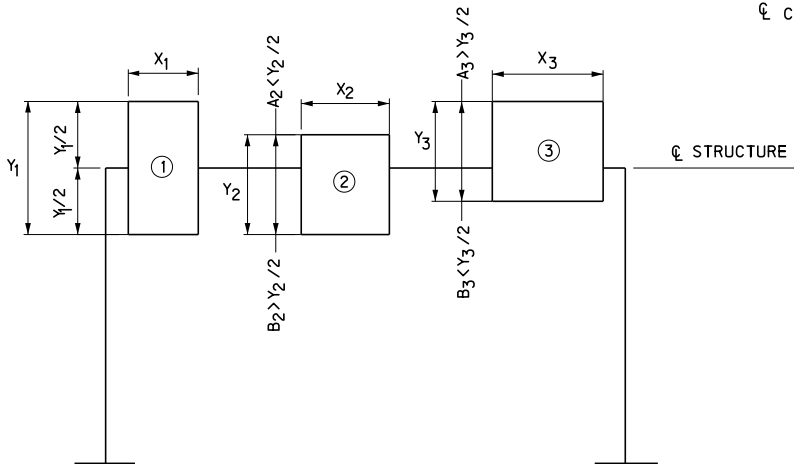 ℄ C
X₁
Y₁
Y₁/2
Y₁/2
①
A₂<Y₂/2
X₂
Y₂
②
B₂>Y₂/2
A₃>Y₃/2
X₃
Y₃
③
B₃<Y₃/2
℄ STRUCTURE